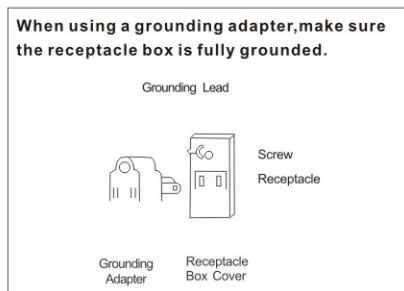 When using a grounding adapter,make sure
the receptacle box is fully grounded.
Grounding Lead
Screw
Receptacle
Grounding
Adapter
Receptacle
Box Cover